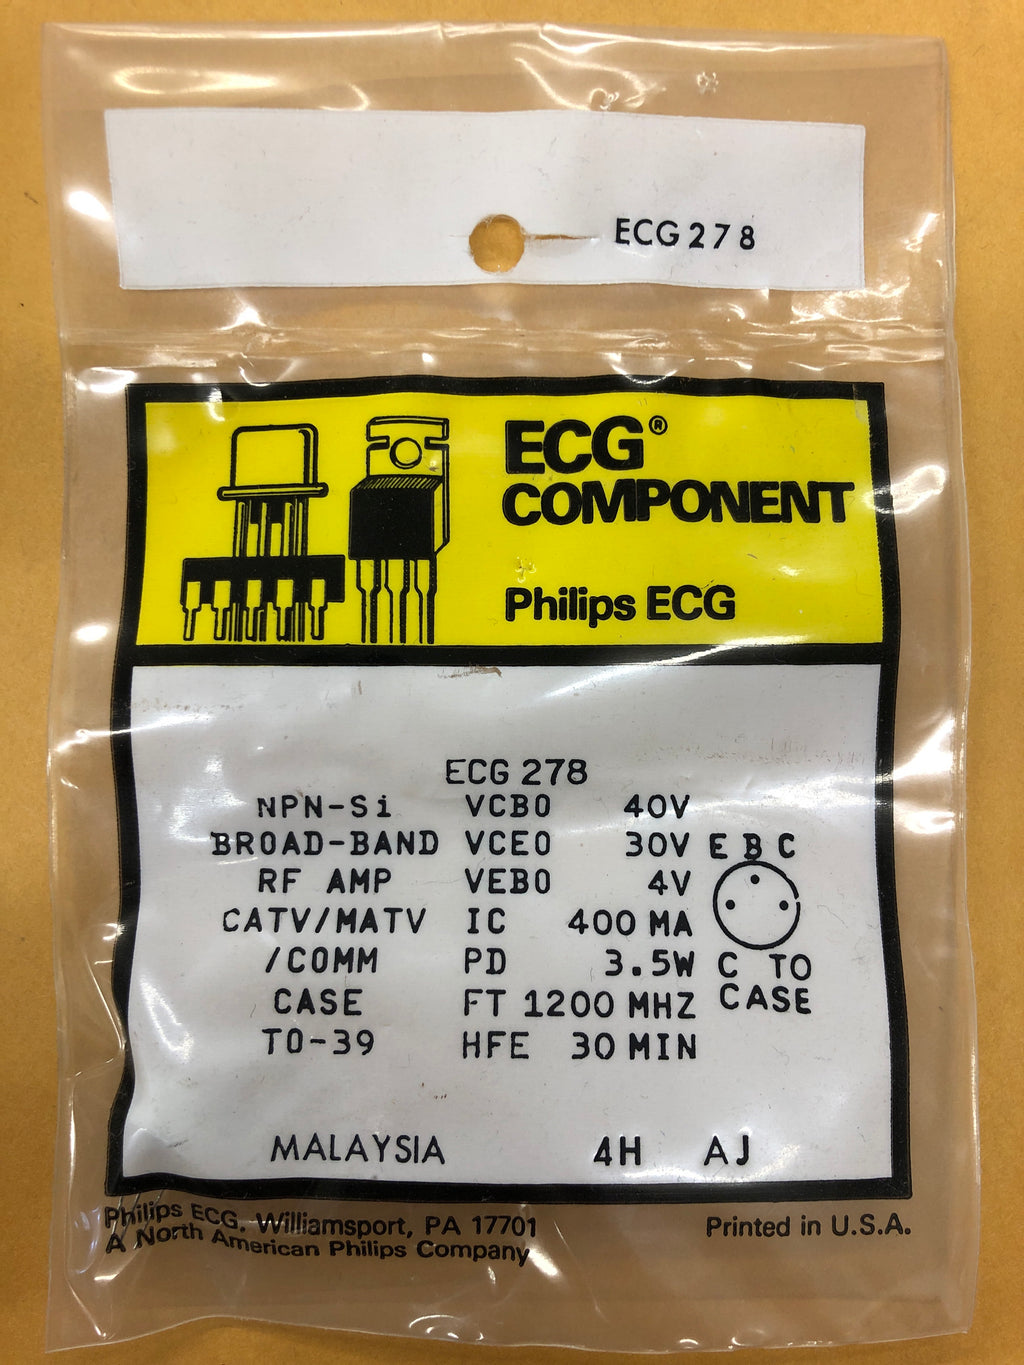 ECG278
ECG®
COMPONENT
Philips ECG
ECG 278
NPN-Si VCBO 40V
BROAD-BAND VCEO 30V E B C
RF AMP VEBO 4V
CATV/MATV IC 400 MA
/COMM PD 3.5W C TO
CASE FT 1200 MHZ CASE
TO-39 HFE 30 MIN
MALAYSIA 4H AJ
Philips ECG, Williamsport, PA 17701 Printed in U.S.A.
A North American Philips Company